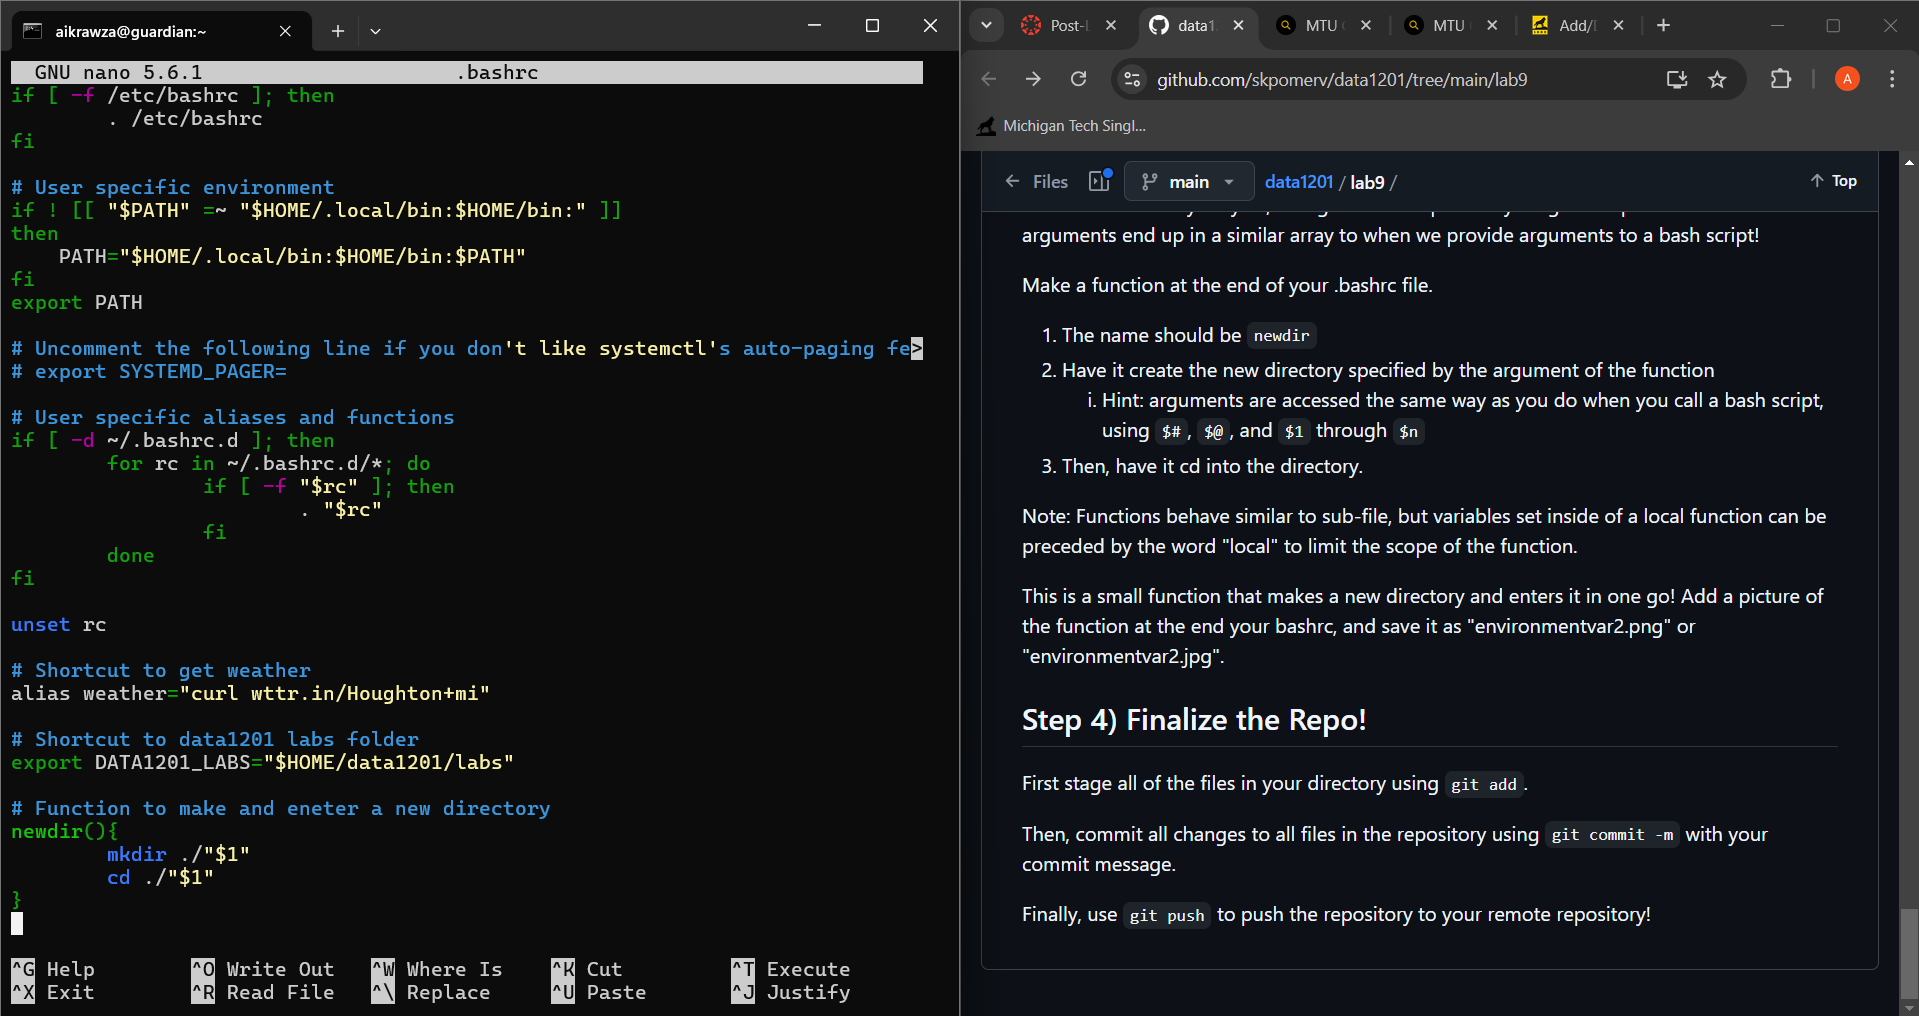 aikrawza@guardian:~
GNU nano 5.6.1 .bashrc
if [ -f /etc/bashrc ]; then
. /etc/bashrc
fi
# User specific environment
if ! [[ "$PATH" =~ "$HOME/.local/bin:$HOME/bin:" ]]
then
PATH="$HOME/.local/bin:$HOME/bin:$PATH"
fi
export PATH
# Uncomment the following line if you don't like systemctl's auto-paging fe>
# export SYSTEMD_PAGER=
# User specific aliases and functions
if [ -d ~/.bashrc.d ]; then
for rc in ~/.bashrc.d/*; do
if [ -f "$rc" ]; then
. "$rc"
fi
done
fi
unset rc
# Shortcut to get weather
alias weather="curl wttr.in/Houghton+mi"
# Shortcut to data1201 labs folder
export DATA1201_LABS="$HOME/data1201/labs"
# Function to make and eneter a new directory
newdir(){
mkdir ./"$1"
cd ./"$1"
}
^G Help ^O Write Out ^W Where Is ^K Cut ^T Execute
^X Exit ^R Read File ^\ Replace ^U Paste ^J Justify
Post- data1 MTU MTU Add/
github.com/skpomerv/data1201/tree/main/lab9
A
Michigan Tech Singl...
Files main data1201 / lab9 / Top
arguments end up in a similar array to when we provide arguments to a bash script!
Make a function at the end of your .bashrc file.
1. The name should be newdir
2. Have it create the new directory specified by the argument of the function
i. Hint: arguments are accessed the same way as you do when you call a bash script,
using $#, $@, and $1 through $n
3. Then, have it cd into the directory.
Note: Functions behave similar to sub-file, but variables set inside of a local function can be
preceded by the word "local" to limit the scope of the function.
This is a small function that makes a new directory and enters it in one go! Add a picture of
the function at the end your bashrc, and save it as "environmentvar2.png" or
"environmentvar2.jpg".
Step 4) Finalize the Repo!
First stage all of the files in your directory using git add.
Then, commit all changes to all files in the repository using git commit -m with your
commit message.
Finally, use git push to push the repository to your remote repository!